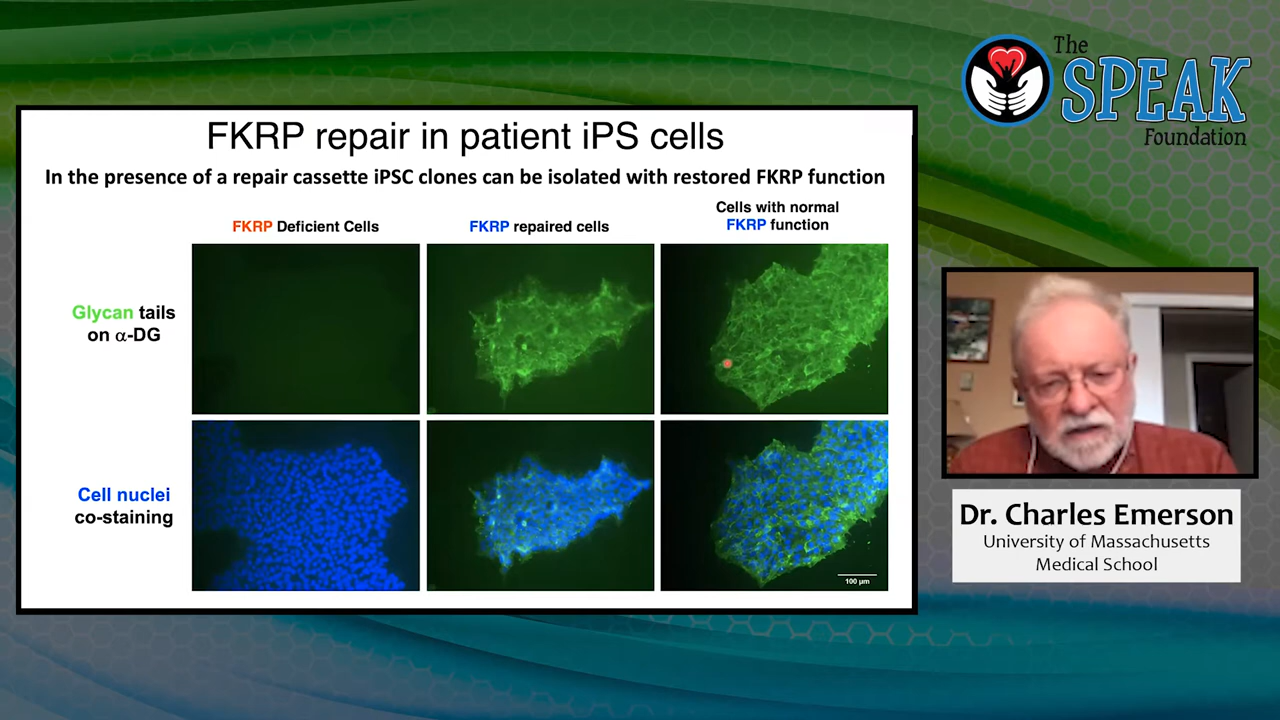 The
SPEAK
Foundation
FKRP repair in patient iPS cells
In the presence of a repair cassette iPSC clones can be isolated with restored FKRP function
FKRP Deficient Cells
FKRP repaired cells
Cells with normal
FKRP function
Glycan tails
on α-DG
Cell nuclei
co-staining
100 µm
Dr. Charles Emerson
University of Massachusetts
Medical School